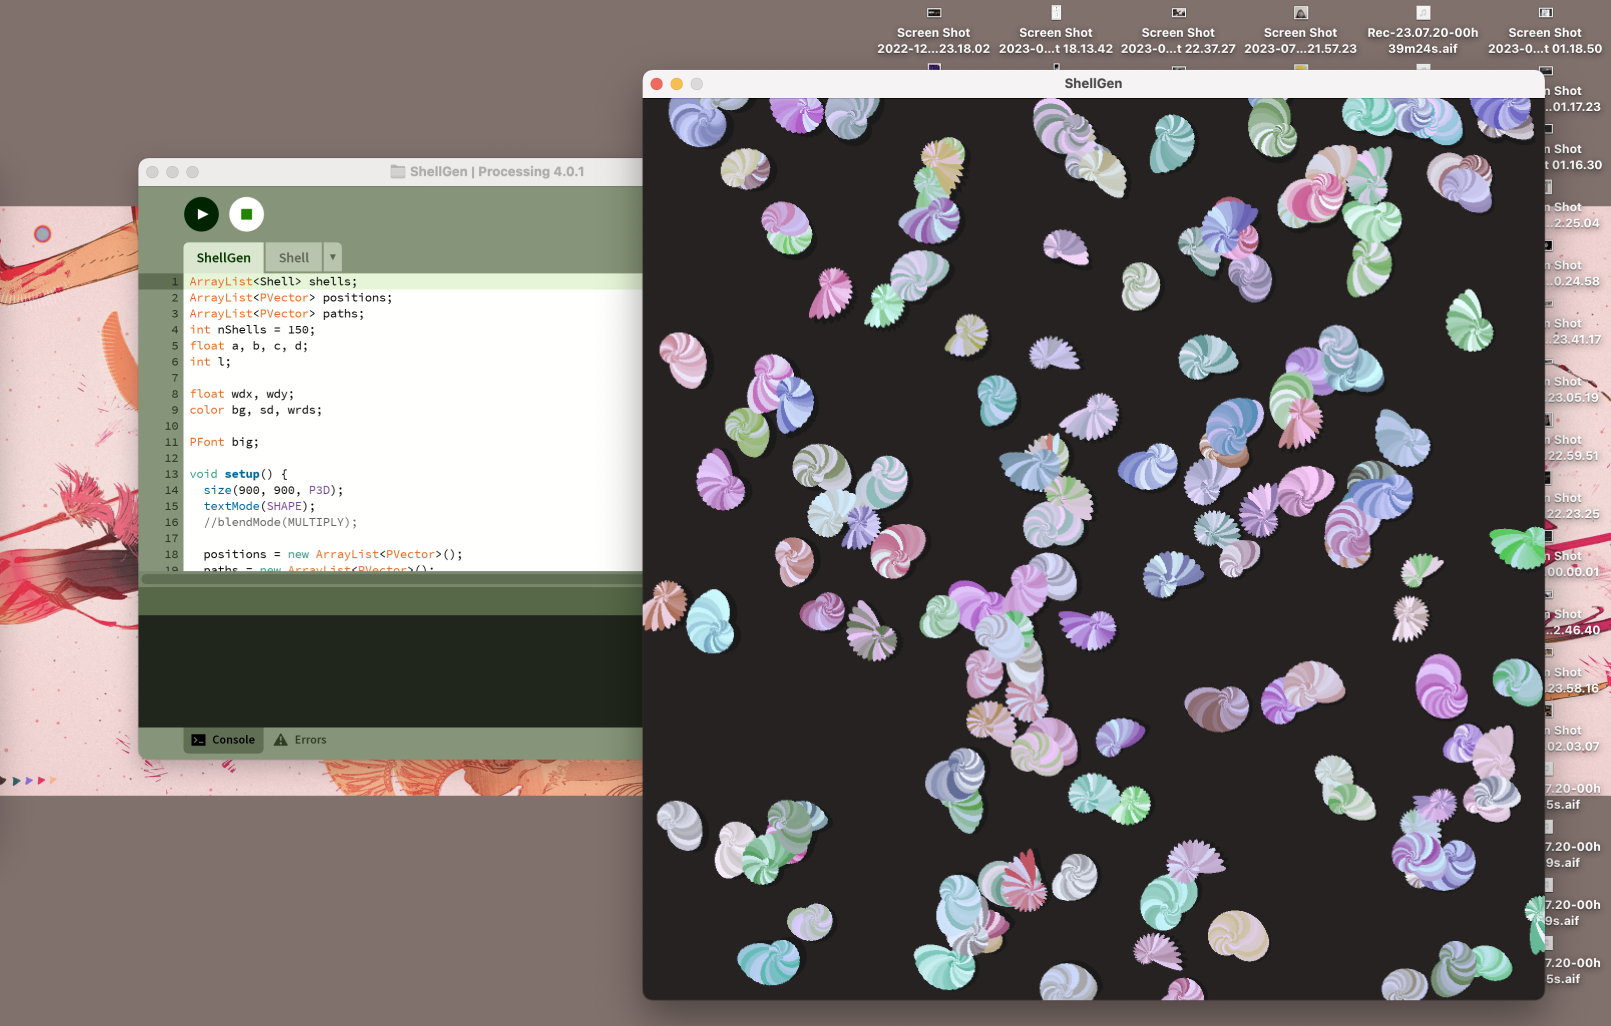 Screen Shot
2022-12...23.18.02
Screen Shot
2023-0...t 18.13.42
Screen Shot
2023-0...t 22.37.27
Screen Shot
2023-07...21.57.23
Rec-23.07.20-00h
39m24s.aif
Screen Shot
2023-0...t 01.18.50
ShellGen
n Shot
...01.17.23
n Shot
t 01.16.30
n Shot
...2.25.04
n Shot
...0.24.58
n Shot
...23.41.17
n Shot
...23.05.19
n Shot
...22.59.51
n Shot
...22.23.25
n Shot
...00.00.01
n Shot
...2.46.40
n Shot
...23.58.16
n Shot
...02.03.07
7.20-00h
5s.aif
7.20-00h
9s.aif
7.20-00h
9s.aif
7.20-00h
5s.aif
ShellGen | Processing 4.0.1
ShellGen
Shell
1 ArrayList<Shell> shells;
2 ArrayList<PVector> positions;
3 ArrayList<PVector> paths;
4 int nShells = 150;
5 float a, b, c, d;
6 int l;
7
8 float wdx, wdy;
9 color bg, sd, wrds;
10
11 PFont big;
12
13 void setup() {
14 size(900, 900, P3D);
15 textMode(SHAPE);
16 //blendMode(MULTIPLY);
17
18 positions = new ArrayList<PVector>();
19 paths = new ArrayList<PVector>();
Console
Errors